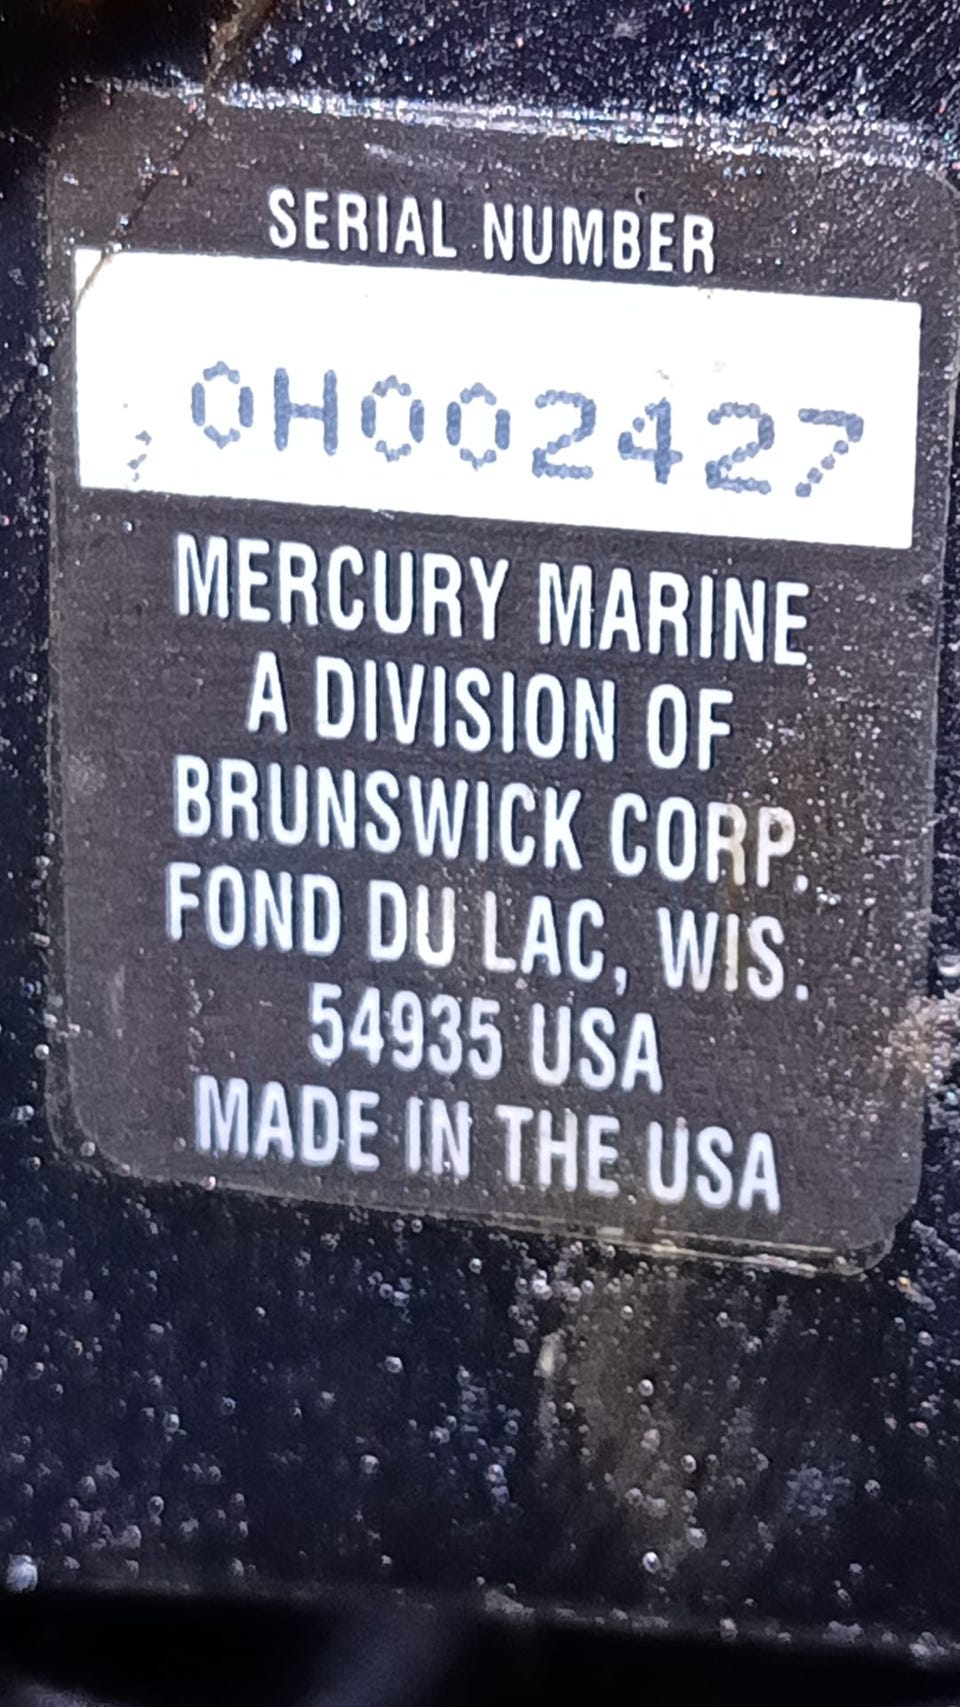 SERIAL NUMBER
0H002427
MERCURY MARINE
A DIVISION OF
BRUNSWICK CORP.
FOND DU LAC, WIS.
54935 USA
MADE IN THE USA